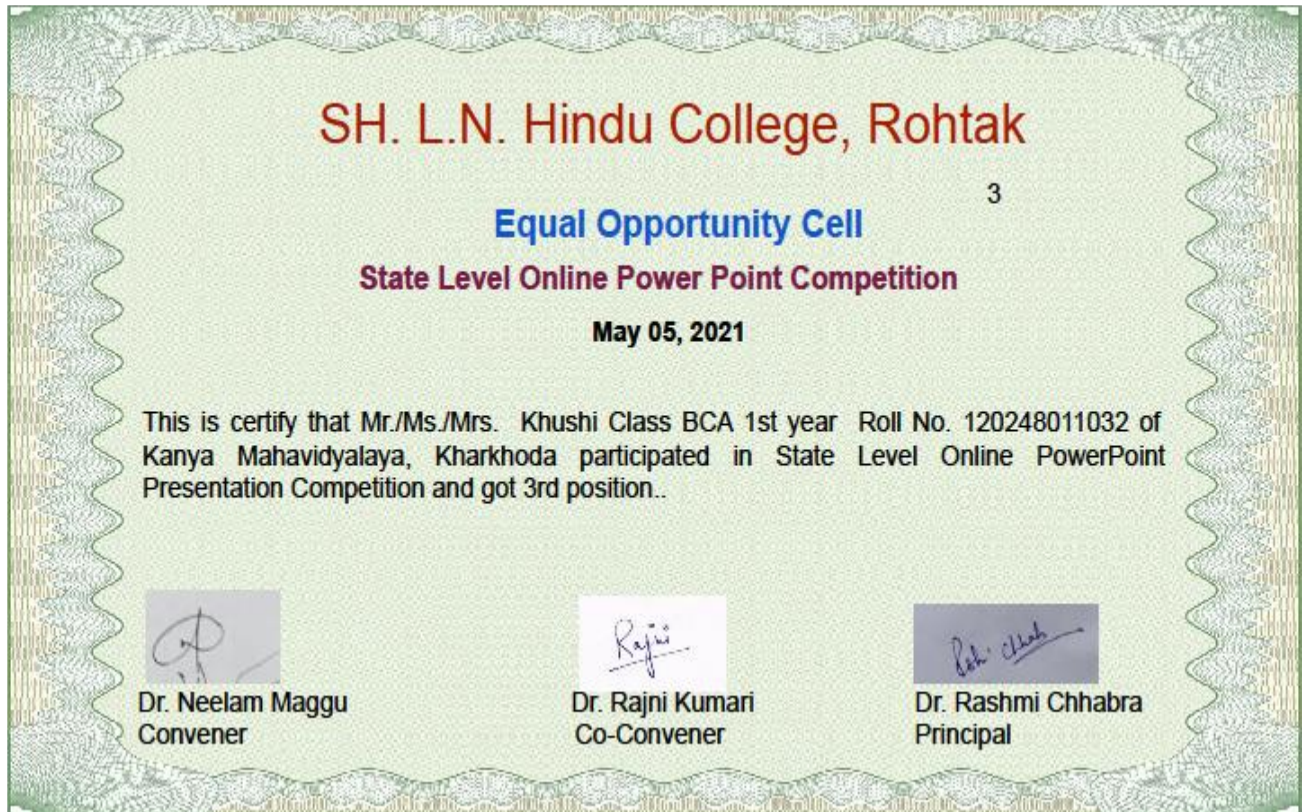 SH. L.N. Hindu College, Rohtak
3
Equal Opportunity Cell
State Level Online Power Point Competition
May 05, 2021
This is certify that Mr./Ms./Mrs. Khushi Class BCA 1st year Roll No. 120248011032 of
Kanya Mahavidyalaya, Kharkhoda participated in State Level Online PowerPoint
Presentation Competition and got 3rd position..
Rajni
Dr. Neelam Maggu
Convener
Dr. Rajni Kumari
Co-Convener
Dr. Rashmi Chhabra
Principal